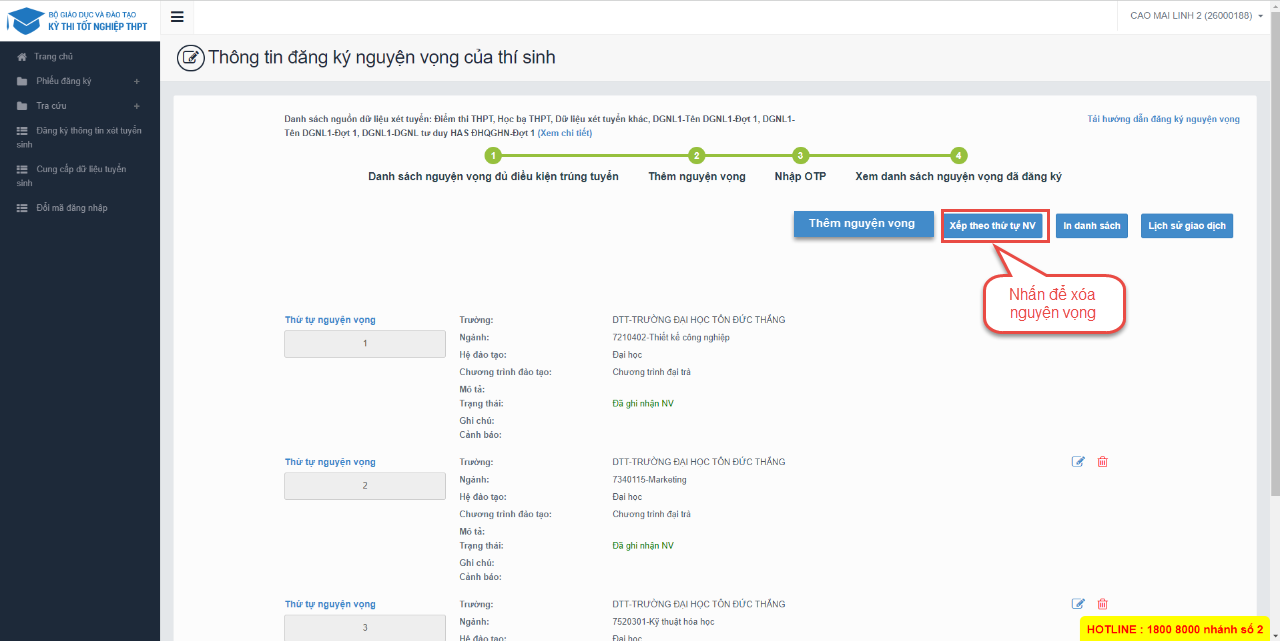 BỘ GIÁO DỤC VÀ ĐÀO TẠO
KỲ THI TỐT NGHIỆP THPT
CAO MAI LINH 2 (26000188)
Trang chủ
Phiếu đăng ký +
Tra cứu +
Đăng ký thông tin xét tuyển
sinh
Cung cấp dữ liệu tuyển
sinh
Đổi mã đăng nhập
Thông tin đăng ký nguyện vọng của thí sinh
Danh sách nguồn dữ liệu xét tuyển: Điểm thi THPT, Học bạ THPT, Dữ liệu xét tuyển khác, DGNL1-Tên DGNL1-Đợt 1, DGNL1-
Tên DGNL1-Đợt 1, DGNL1-DGNL tư duy HAS ĐHQGHN-Đợt 1 (Xem chi tiết)
Tải hướng dẫn đăng ký nguyện vọng
1 2 3 4
Danh sách nguyện vọng đủ điều kiện trúng tuyển Thêm nguyện vọng Nhập OTP Xem danh sách nguyện vọng đã đăng ký
Thêm nguyện vọng Xếp theo thứ tự NV In danh sách Lịch sử giao dịch
Nhấn để xóa
nguyện vọng
Thứ tự nguyện vọng
1
Trường: DTT-TRƯỜNG ĐẠI HỌC TÔN ĐỨC THẮNG
Ngành: 7210402-Thiết kế công nghiệp
Hệ đào tạo: Đại học
Chương trình đào tạo: Chương trình đại trà
Mô tả:
Trạng thái: Đã ghi nhận NV
Ghi chú:
Cảnh báo:
Thứ tự nguyện vọng
2
Trường: DTT-TRƯỜNG ĐẠI HỌC TÔN ĐỨC THẮNG
Ngành: 7340115-Marketing
Hệ đào tạo: Đại học
Chương trình đào tạo: Chương trình đại trà
Mô tả:
Trạng thái: Đã ghi nhận NV
Ghi chú:
Cảnh báo:
Thứ tự nguyện vọng
3
Trường: DTT-TRƯỜNG ĐẠI HỌC TÔN ĐỨC THẮNG
Ngành: 7520301-Kỹ thuật hóa học
Hệ đào tạo: Đại học
HOTLINE : 1800 8000 nhánh số 2